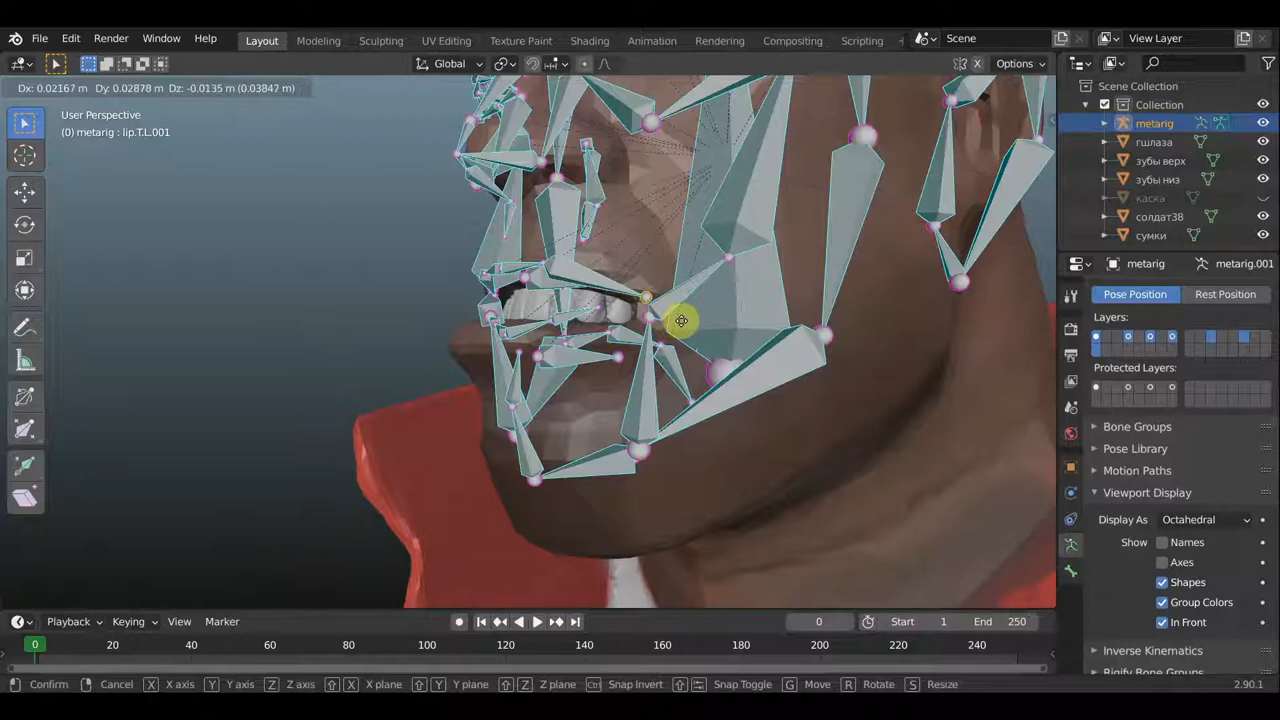 File Edit Render Window Help Layout Modeling Sculpting UV Editing Texture Paint Shading Animation Rendering Compositing Scripting Scene View Layer
Global X Options
Dx: 0.02167 m Dy: 0.02878 m Dz: -0.0135 m (0.03847 m)
User Perspective
(0) metarig : lip.T.L.001
Scene Collection
Collection
metarig
гшлаза
зубы верх
зубы низ
каска
солдат38
сумки
metarig metarig.001
Pose Position Rest Position
Layers:
Protected Layers:
Bone Groups
Pose Library
Motion Paths
Viewport Display
Display As Octahedral
Show Names
Axes
Shapes
Group Colors
In Front
Inverse Kinematics
Rigify Bone Groups
Playback Keying View Marker 0 Start 1 End 250
0 20 40 60 80 100 120 140 160 180 200 220 240
Confirm Cancel X X axis Y Y axis Z Z axis X X plane Y Y plane Z Z plane Ctrl Snap Invert Snap Toggle G Move R Rotate S Resize 2.90.1